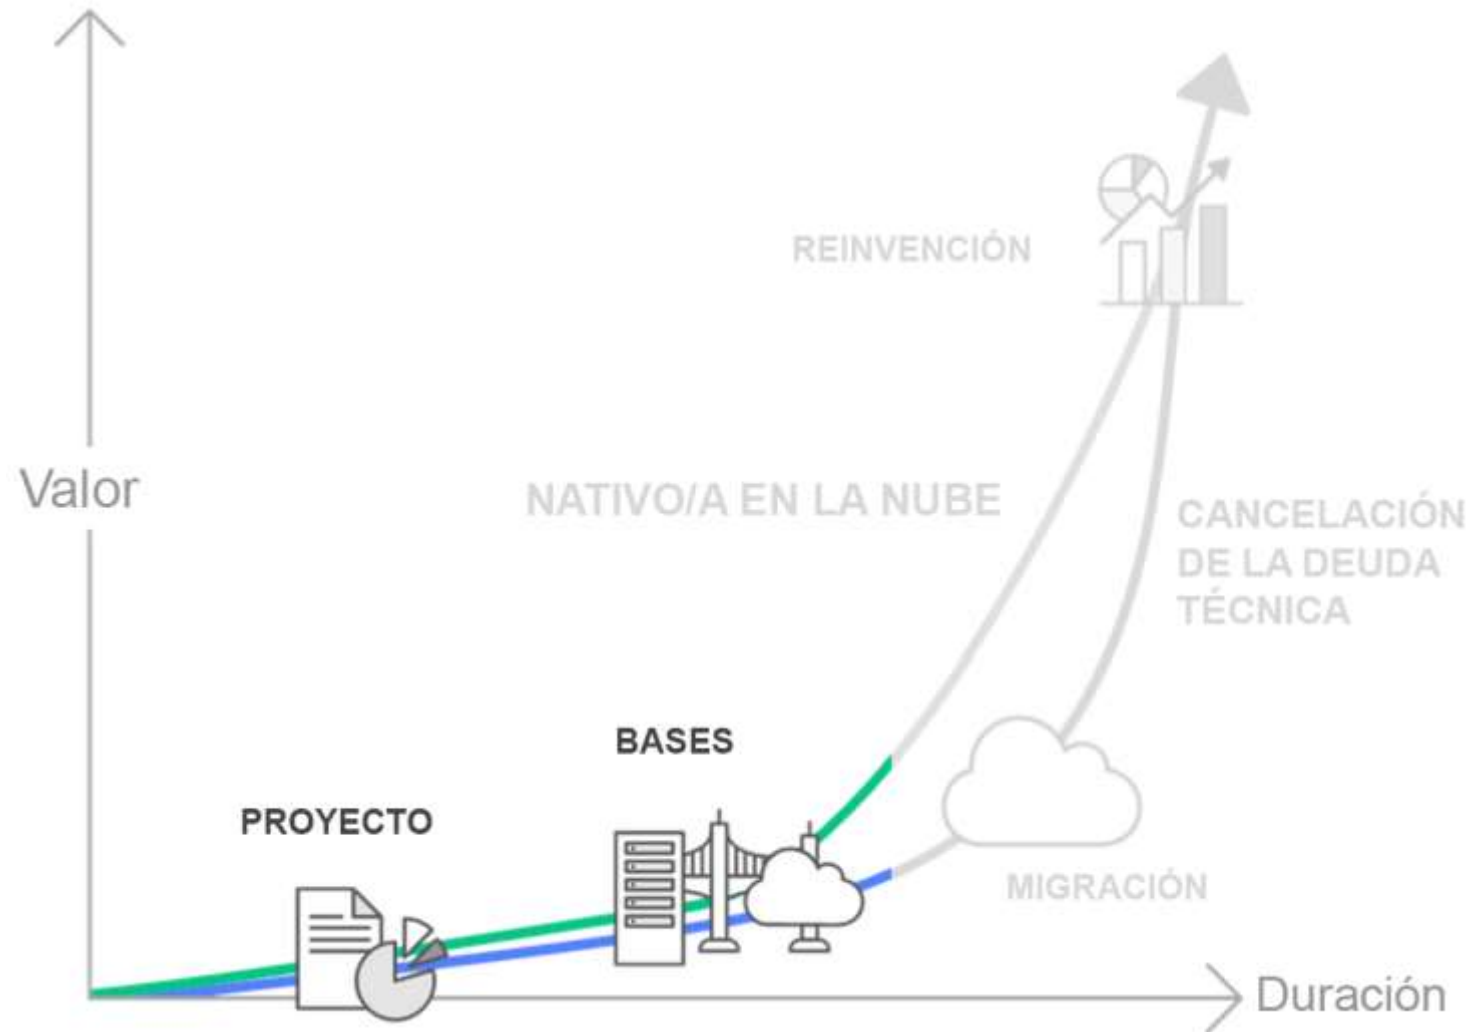 REINVENCIÓN
Valor
NATIVO/A EN LA NUBE
CANCELACIÓN
DE LA DEUDA
TÉCNICA
BASES
PROYECTO
MIGRACIÓN
Duración